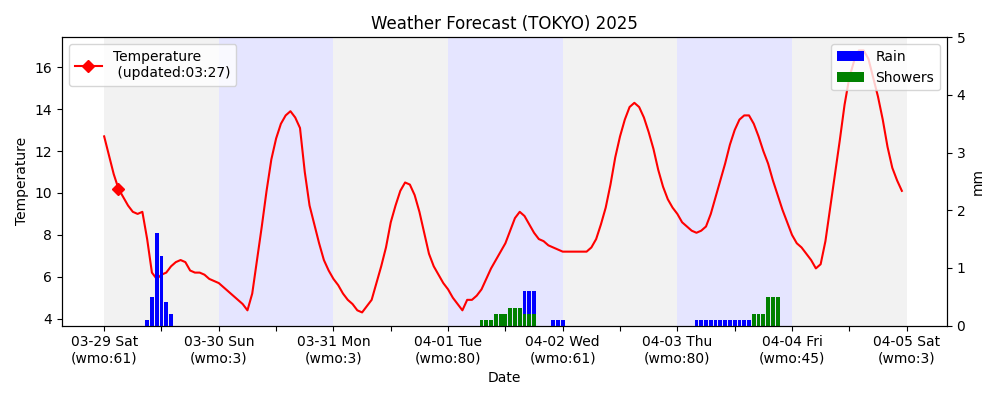 Weather Forecast (TOKYO) 2025
Temperature
(updated:03:27)
Rain
Showers
Temperature
16
14
12
10
8
6
4
5
4
3
2
1
0
mm
03-29 Sat
(wmo:61)
03-30 Sun
(wmo:3)
03-31 Mon
(wmo:3)
04-01 Tue
(wmo:80)
04-02 Wed
(wmo:61)
04-03 Thu
(wmo:80)
04-04 Fri
(wmo:45)
04-05 Sat
(wmo:3)
Date